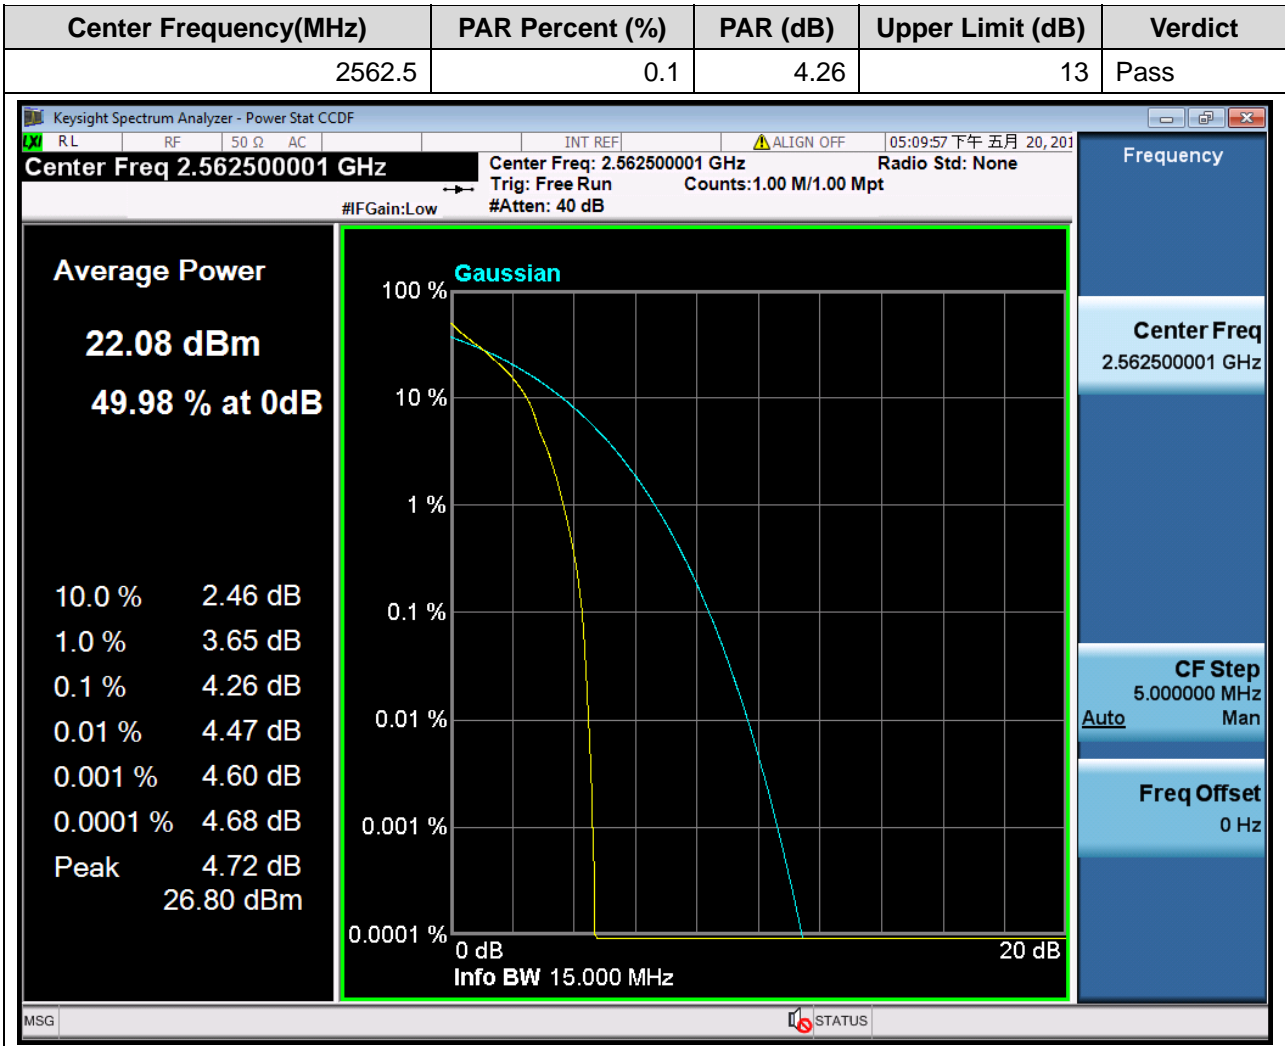 Center Frequency(MHz) PAR Percent (%) PAR (dB) Upper Limit (dB) Verdict
2562.5 0.1 4.26 13 Pass
Keysight Spectrum Analyzer - Power Stat CCDF
LXI RL RF 50 Ω AC INT REF ALIGN OFF 05:09:57 下午 五月 20, 201
Center Freq 2.562500001 GHz
Center Freq: 2.562500001 GHz Radio Std: None
Trig: Free Run Counts:1.00 M/1.00 Mpt
#IFGain:Low #Atten: 40 dB
Frequency
Average Power
22.08 dBm
49.98 % at 0dB
10.0 % 2.46 dB
1.0 % 3.65 dB
0.1 % 4.26 dB
0.01 % 4.47 dB
0.001 % 4.60 dB
0.0001 % 4.68 dB
Peak 4.72 dB
26.80 dBm
Gaussian
100 %
10 %
1 %
0.1 %
0.01 %
0.001 %
0.0001 %
0 dB 20 dB
Info BW 15.000 MHz
Center Freq
2.562500001 GHz
CF Step
5.000000 MHz
Auto Man
Freq Offset
0 Hz
MSG STATUS